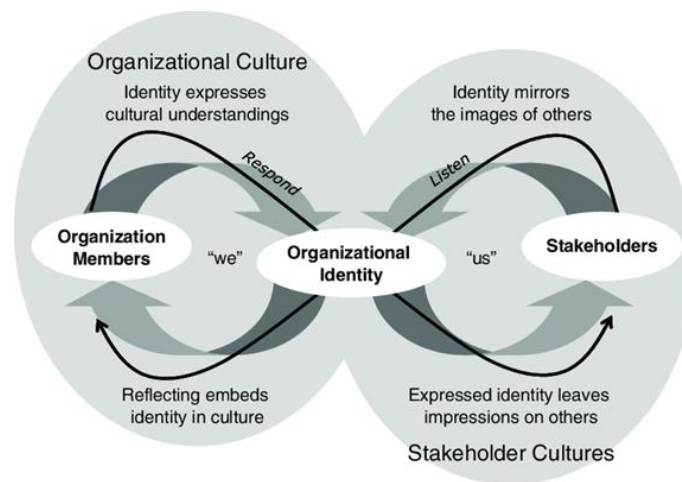 Organizational Culture
Identity expresses
cultural understandings
Identity mirrors
the images of others
Respond
Listen
Organization
Members
"we"
Organizational
Identity
"us"
Stakeholders
Reflecting embeds
identity in culture
Expressed identity leaves
impressions on others
Stakeholder Cultures